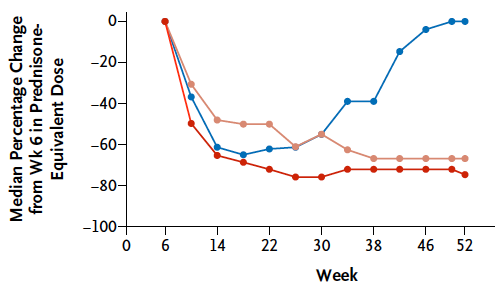 Median Percentage Change
from Wk 6 in Prednisone-
Equivalent Dose
0
−20
−40
−60
−80
−100
0 6 14 22 30 38 46 52
Week